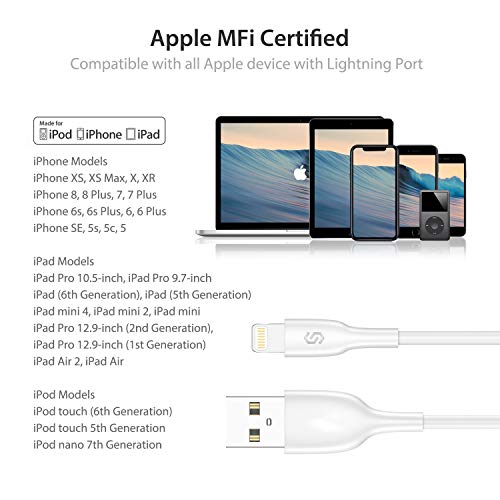 Apple MFi Certified
Compatible with all Apple device with Lightning Port
Made for
iPod iPhone iPad
iPhone Models
iPhone XS, XS Max, X, XR
iPhone 8, 8 Plus, 7, 7 Plus
iPhone 6s, 6s Plus, 6, 6 Plus
iPhone SE, 5s, 5c, 5
iPad Models
iPad Pro 10.5-inch, iPad Pro 9.7-inch
iPad (6th Generation), iPad (5th Generation)
iPad mini 4, iPad mini 2, iPad mini
iPad Pro 12.9-inch (2nd Generation),
iPad Pro 12.9-inch (1st Generation)
iPad Air 2, iPad Air
iPod Models
iPod touch (6th Generation)
iPod touch 5th Generation
iPod nano 7th Generation